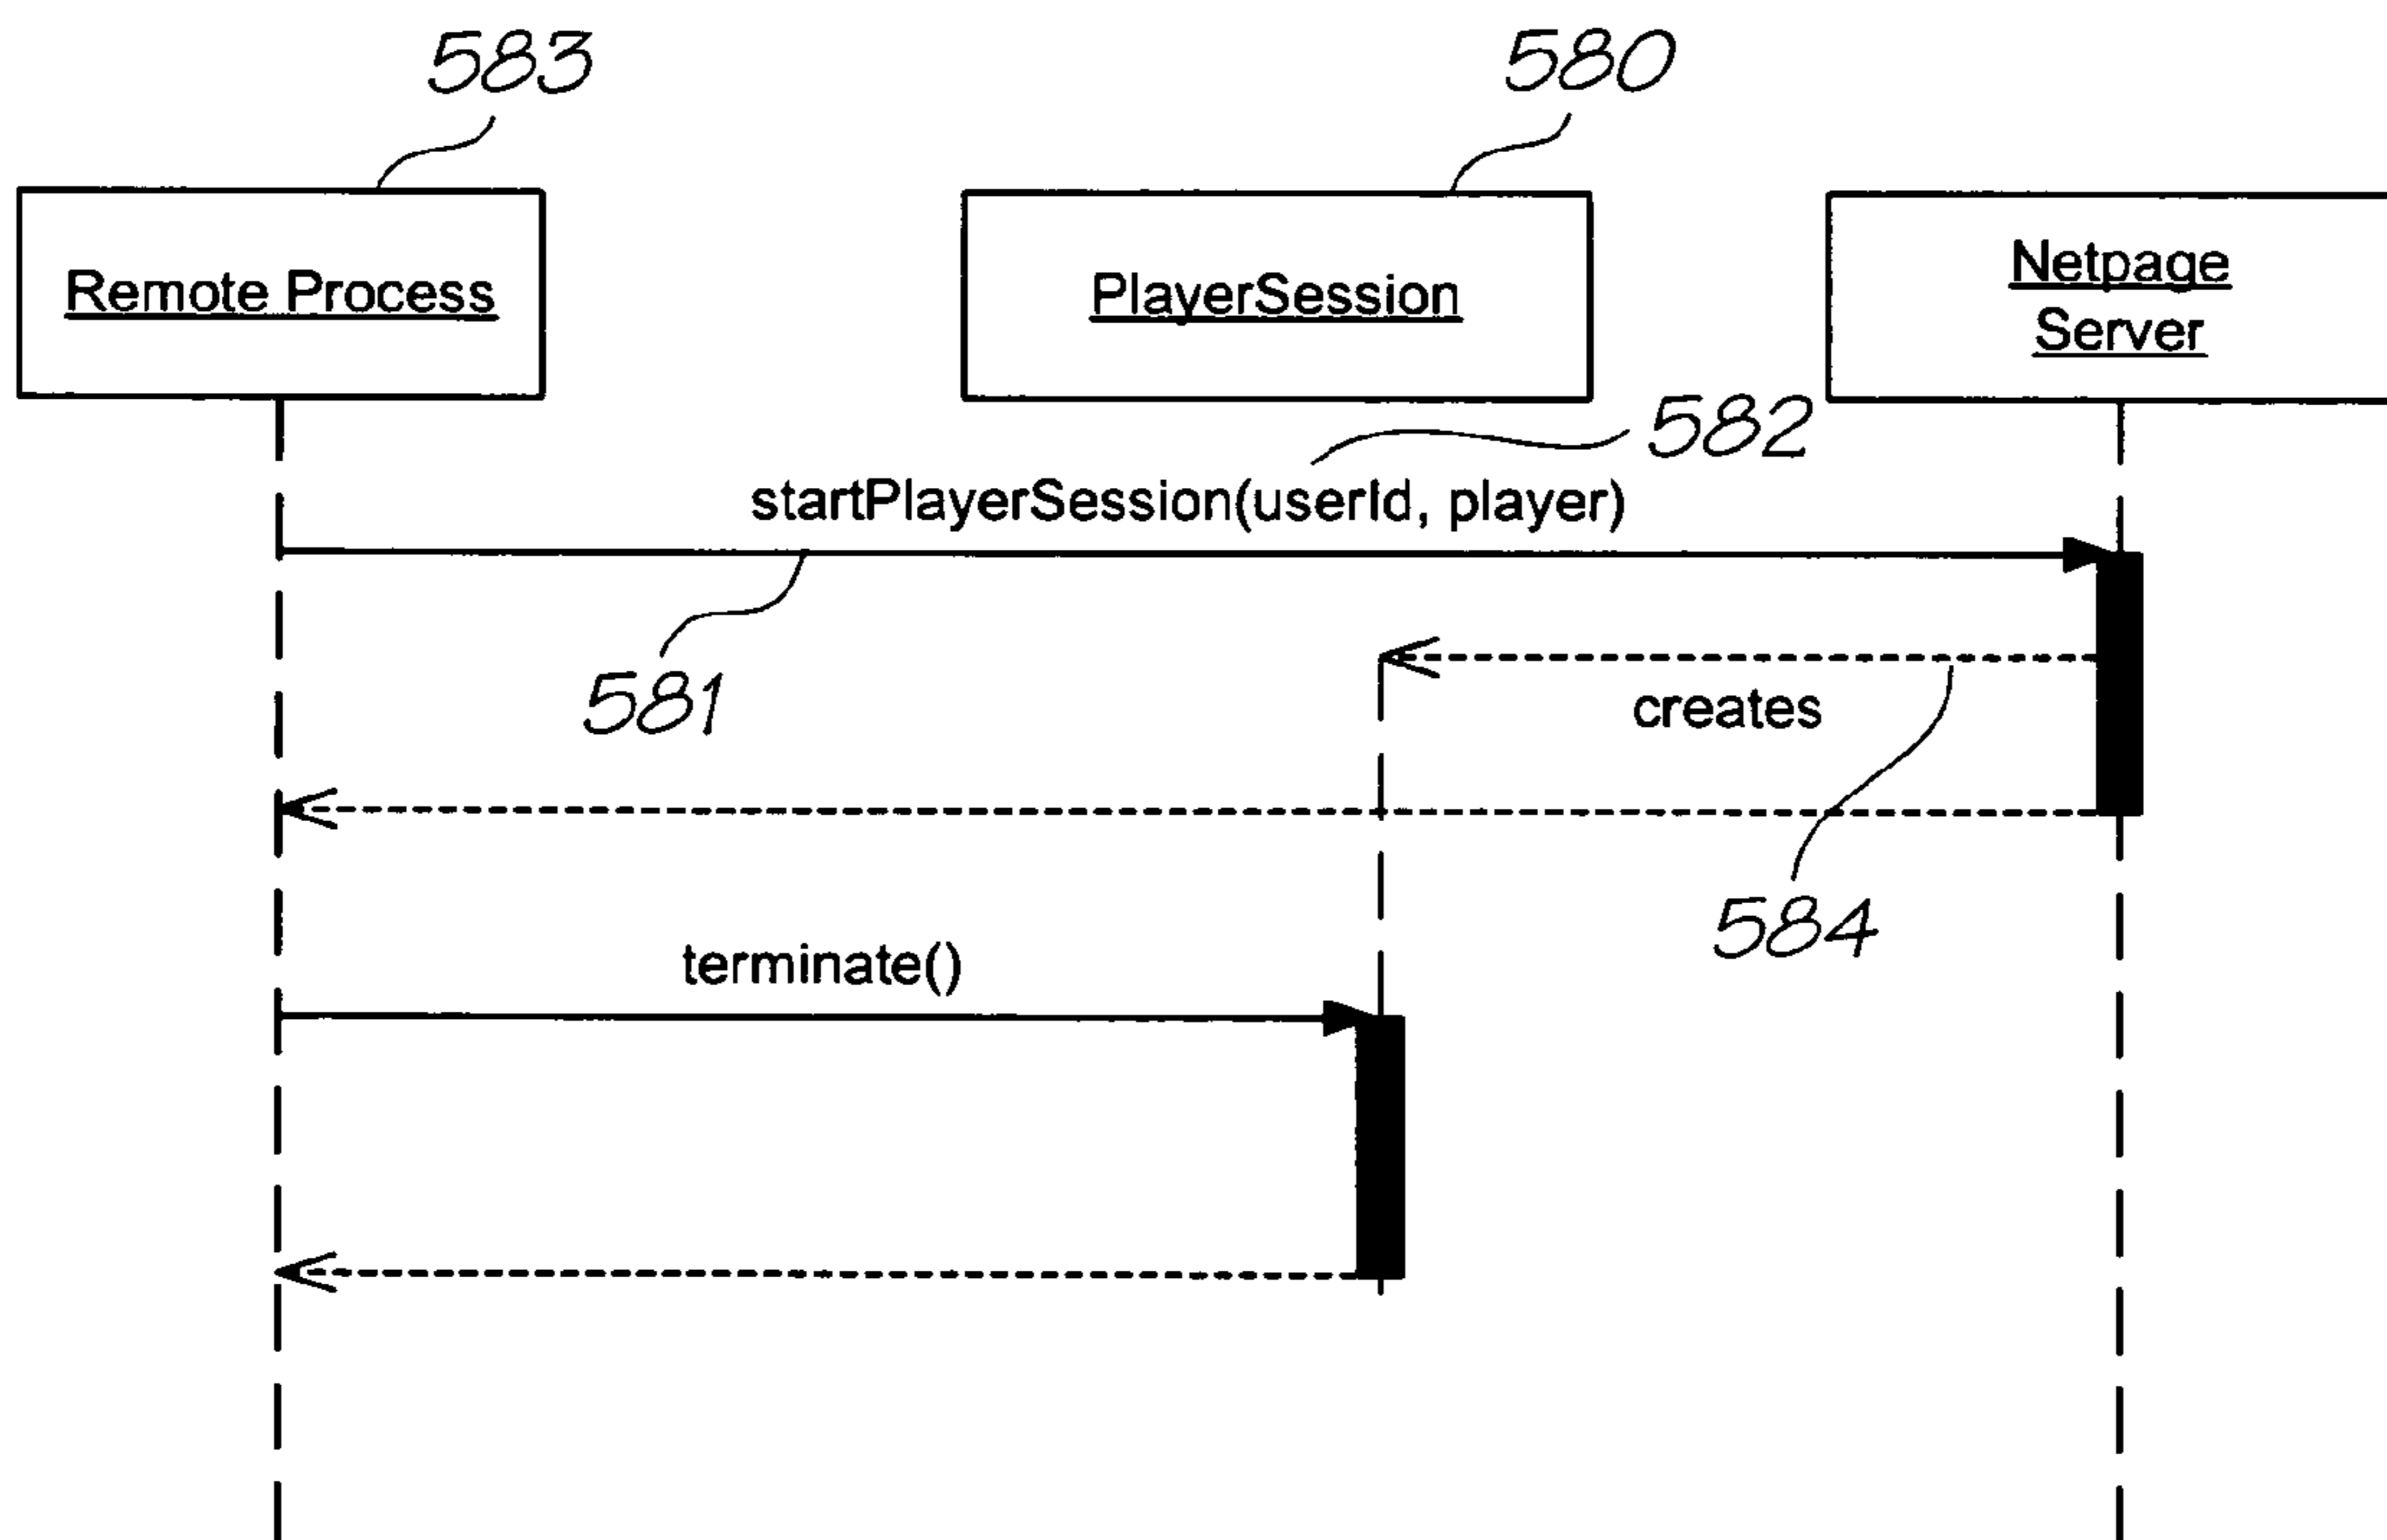 583
580
Remote Process
PlayerSession
Netpage
Server
582
startPlayerSession(userId, player)
581
creates
584
terminate()